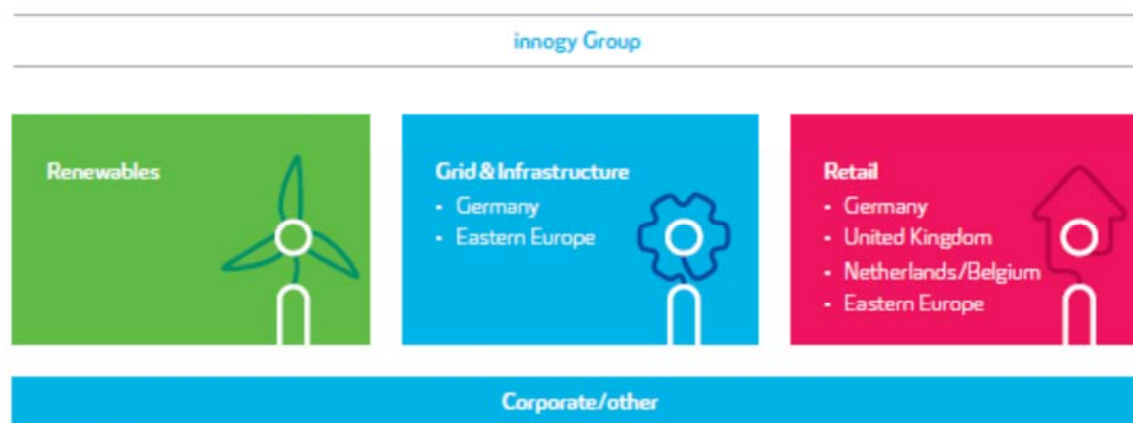 innogy Group
Renewables
Grid & Infrastructure
- Germany
- Eastern Europe
Retail
- Germany
- United Kingdom
- Netherlands/Belgium
- Eastern Europe
Corporate/other